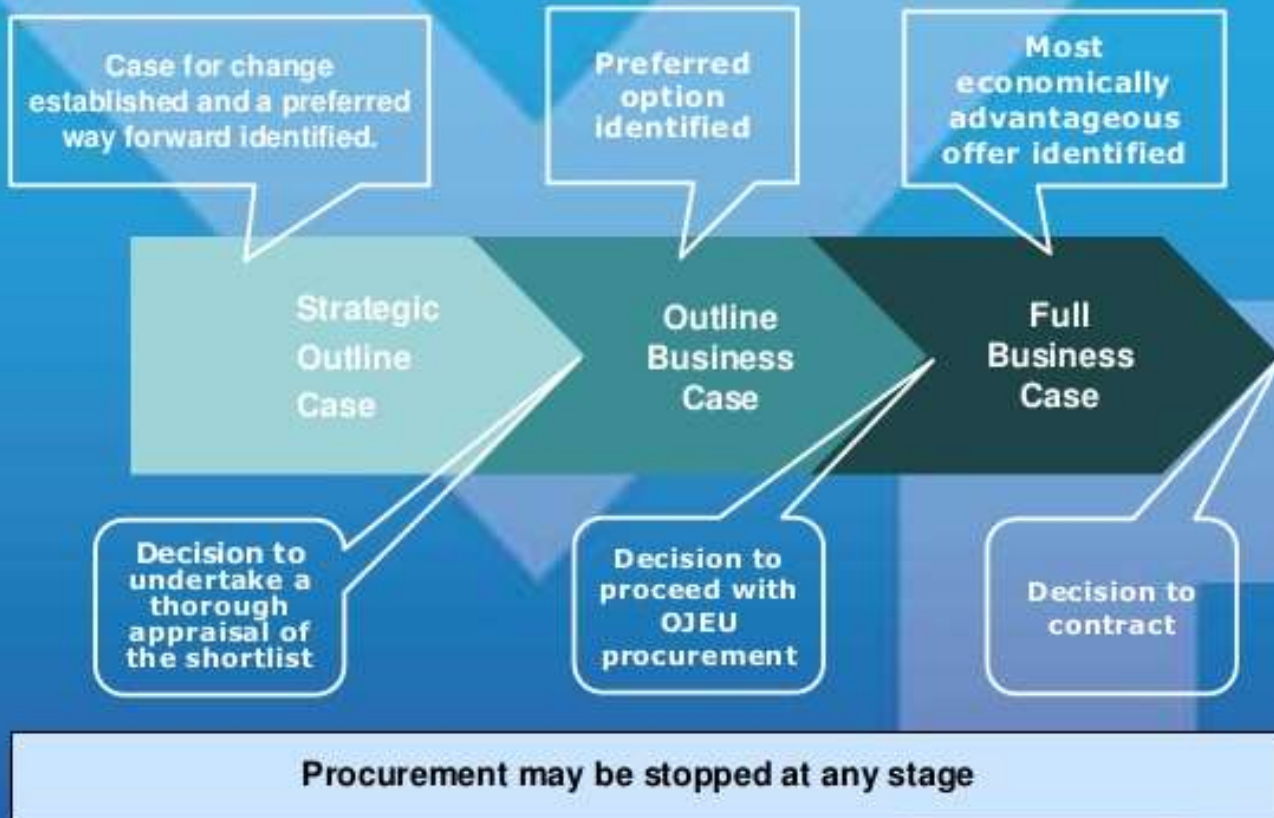 Case for change
established and a preferred
way forward identified.
Preferred
option
identified
Most
economically
advantageous
offer identified
Strategic
Outline
Case
Outline
Business
Case
Full
Business
Case
Decision to
undertake a
thorough
appraisal of
the shortlist
Decision to
proceed with
OJEU
procurement
Decision to
contract
Procurement may be stopped at any stage